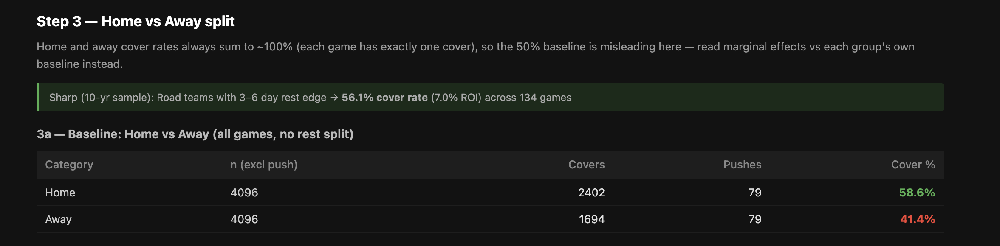 Step 3 — Home vs Away split
Home and away cover rates always sum to ~100% (each game has exactly one cover), so the 50% baseline is misleading here — read marginal effects vs each group's own
baseline instead.
Sharp (10-yr sample): Road teams with 3–6 day rest edge → 56.1% cover rate (7.0% ROI) across 134 games
3a — Baseline: Home vs Away (all games, no rest split)
Category n (excl push) Covers Pushes Cover %
Home 4096 2402 79 58.6%
Away 4096 1694 79 41.4%